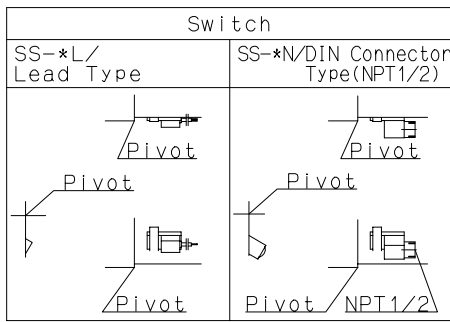 Switch
SS-*L/
Lead Type
SS-*N/DIN Connector
Type(NPT1/2)
Pivot
Pivot
Pivot
Pivot
Pivot
Pivot
NPT1/2